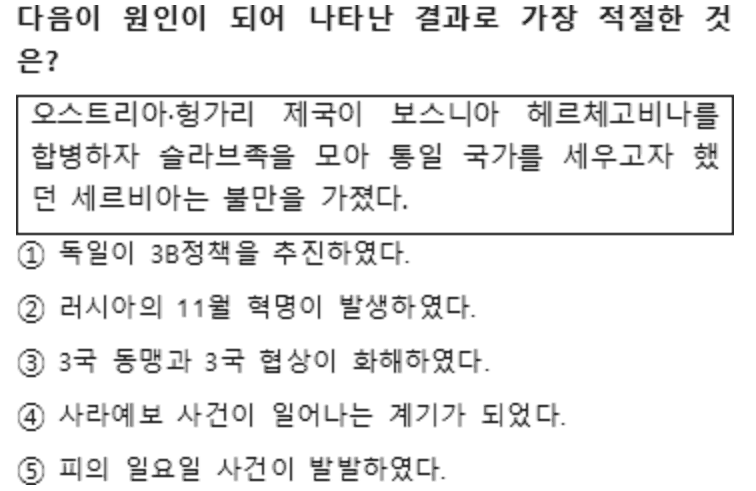 다음이 원인이 되어 나타난 결과로 가장 적절한 것
은?
오스트리아·헝가리 제국이 보스니아 헤르체고비나를
합병하자 슬라브족을 모아 통일 국가를 세우고자 했
던 세르비아는 불만을 가졌다.
① 독일이 3B정책을 추진하였다.
② 러시아의 11월 혁명이 발생하였다.
③ 3국 동맹과 3국 협상이 화해하였다.
④ 사라예보 사건이 일어나는 계기가 되었다.
⑤ 피의 일요일 사건이 발발하였다.